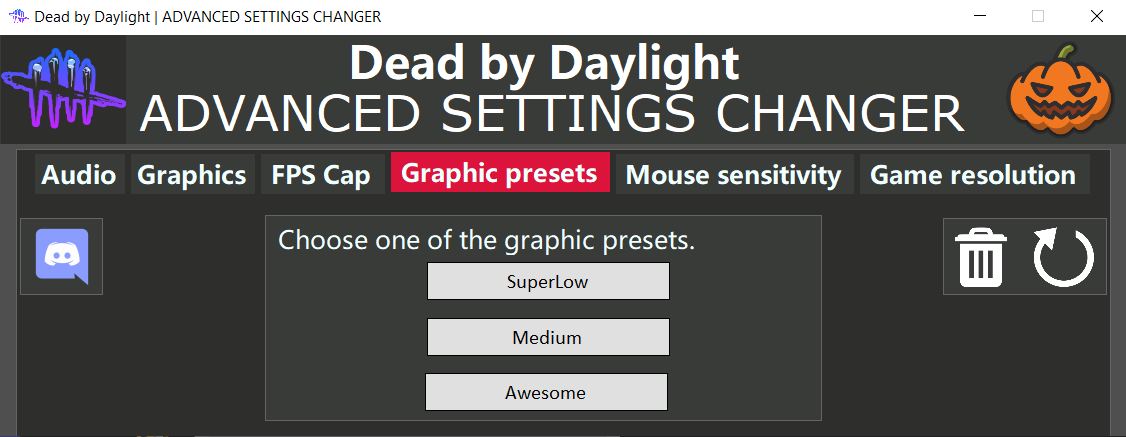 Dead by Daylight | ADVANCED SETTINGS CHANGER
Dead by Daylight
ADVANCED SETTINGS CHANGER
Audio Graphics FPS Cap Graphic presets Mouse sensitivity Game resolution
Choose one of the graphic presets.
SuperLow
Medium
Awesome